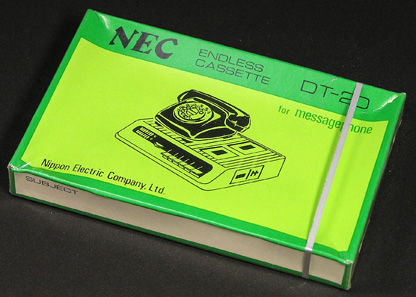 NEC
ENDLESS
CASSETTE
DT-20
for messagephone
Nippon Electric Company, Ltd.
SUBJECT